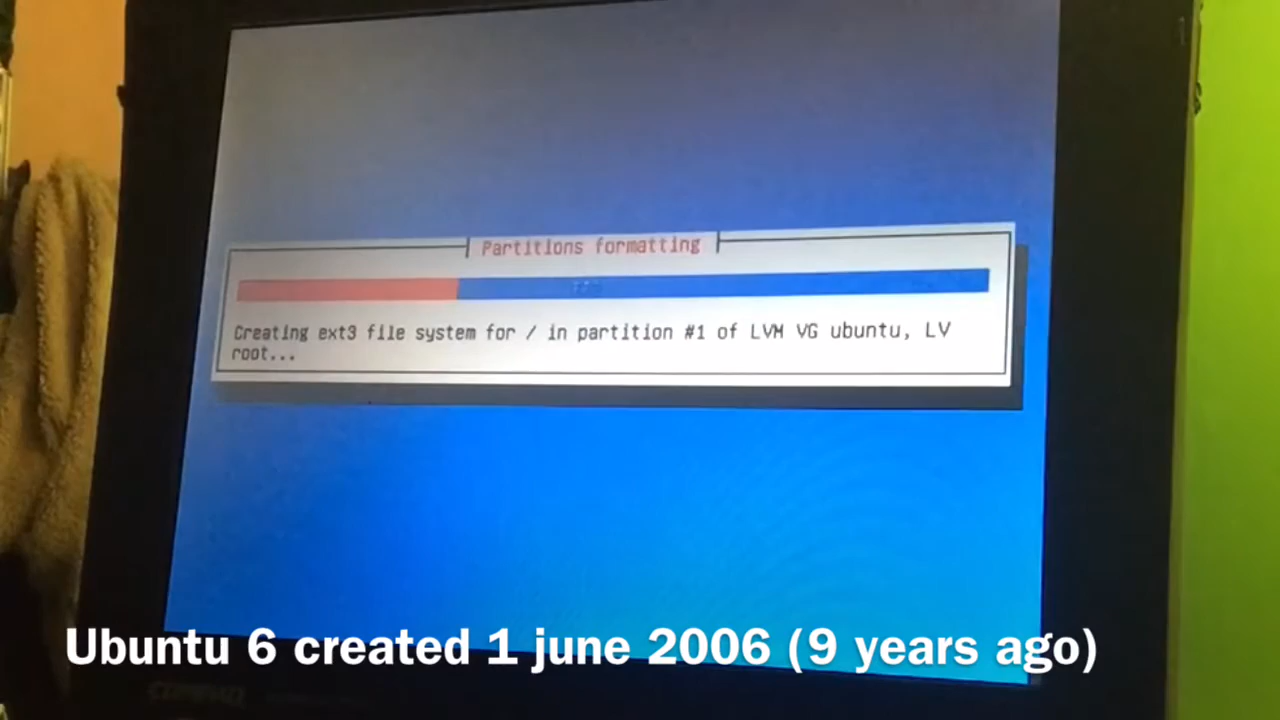 Partitions formatting
Creating ext3 file system for / in partition #1 of LVM VG ubuntu, LV
root...
Ubuntu 6 created 1 june 2006 (9 years ago)